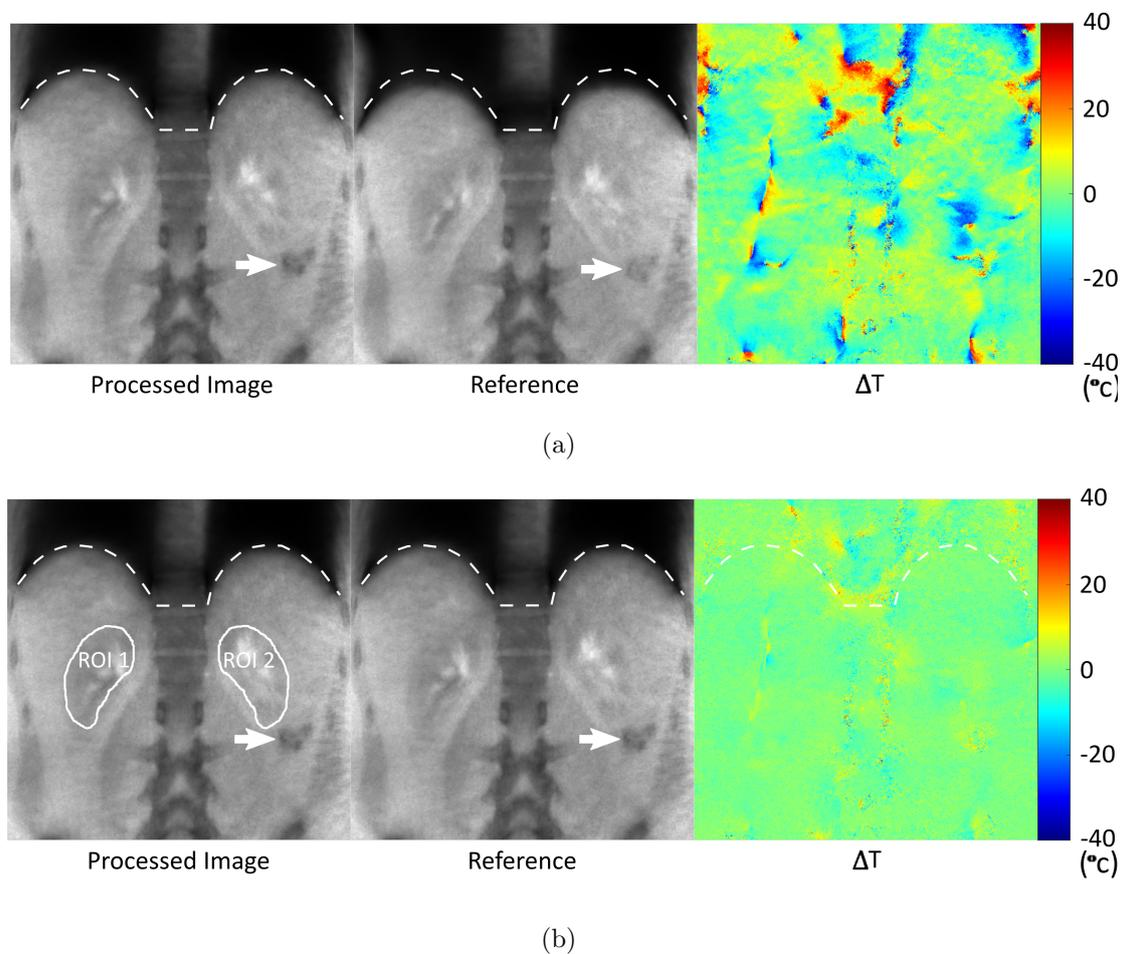 40
20
0
-20
-40
(°C)
Processed Image
Reference
ΔT
(a)
ROI 1
ROI 2
40
20
0
-20
-40
(°C)
Processed Image
Reference
ΔT
(b)